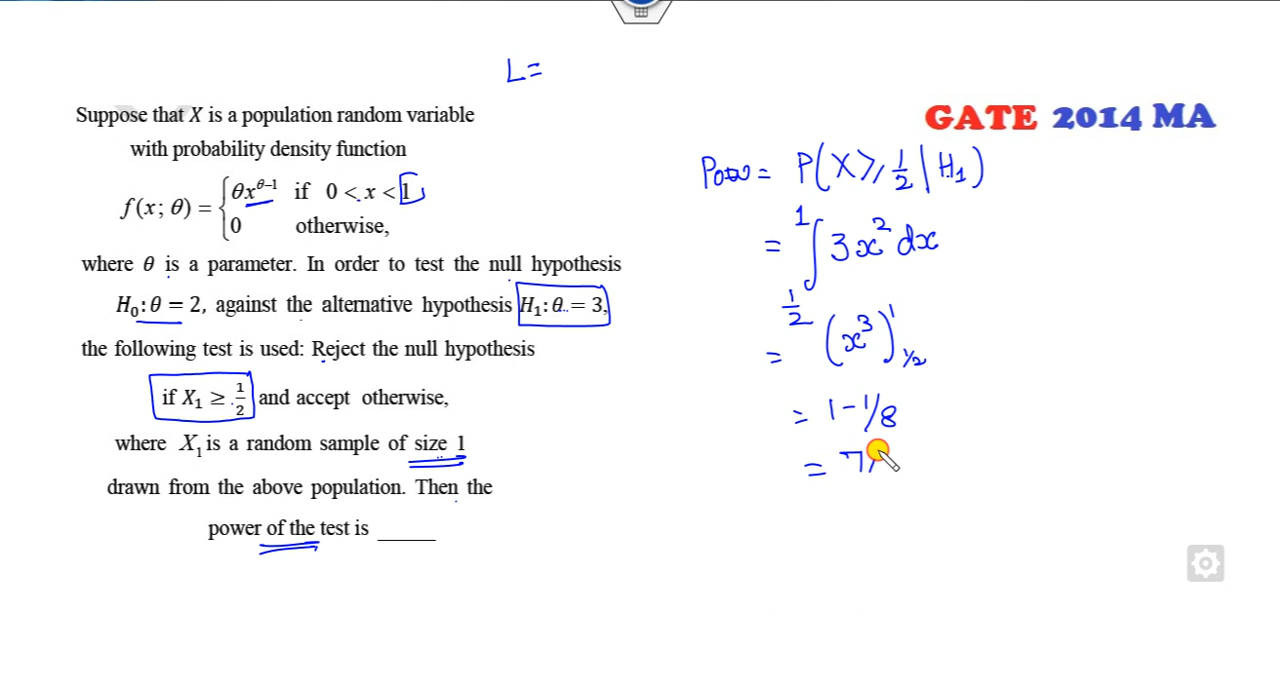 L=
Suppose that X is a population random variable
with probability density function
f(x; θ) = { θx^{θ−1} if 0 < x < 1
0 otherwise,
where θ is a parameter. In order to test the null hypothesis
H₀: θ = 2, against the alternative hypothesis H₁: θ = 3,
the following test is used: Reject the null hypothesis
if X₁ ≥ 1/2 and accept otherwise,
where X₁ is a random sample of size 1
drawn from the above population. Then the
power of the test is _____
GATE 2014 MA
Pow = P(X ≥ 1/2 | H₁)
= ∫_{1/2}^{1} 3x² dx
= (x³)^{1}_{1/2}
= 1 - 1/8
= 7/